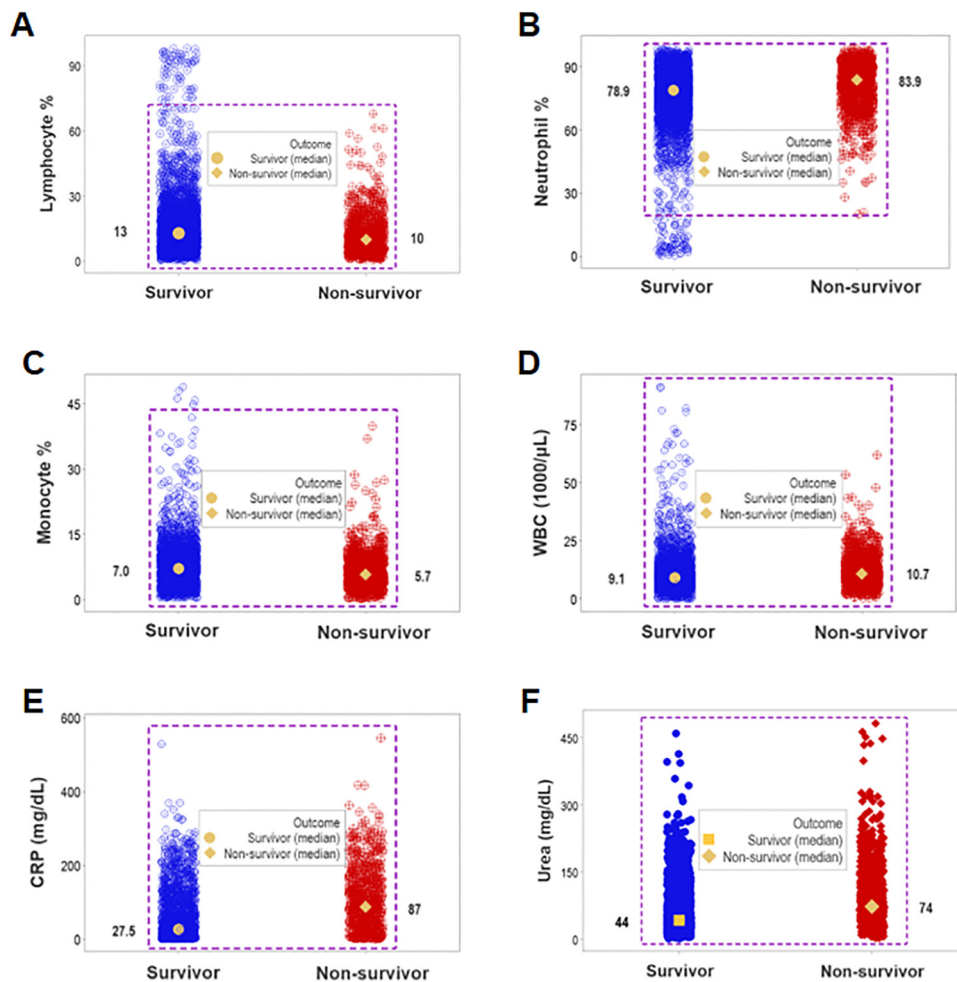 A
Lymphocyte %
90
60
30
0
Outcome
Survivor (median)
Non-survivor (median)
13
10
Survivor
Non-survivor
B
Neutrophil %
90
60
30
0
78.9
83.9
Outcome
Survivor (median)
Non-survivor (median)
Survivor
Non-survivor
C
Monocyte %
45
30
15
0
Outcome
Survivor (median)
Non-survivor (median)
7.0
5.7
Survivor
Non-survivor
D
WBC (1000/µL)
75
50
25
0
Outcome
Survivor (median)
Non-survivor (median)
9.1
10.7
Survivor
Non-survivor
E
CRP (mg/dL)
600
400
200
0
Outcome
Survivor (median)
Non-survivor (median)
27.5
87
Survivor
Non-survivor
F
Urea (mg/dL)
450
300
150
0
Outcome
Survivor (median)
Non-survivor (median)
44
74
Survivor
Non-survivor